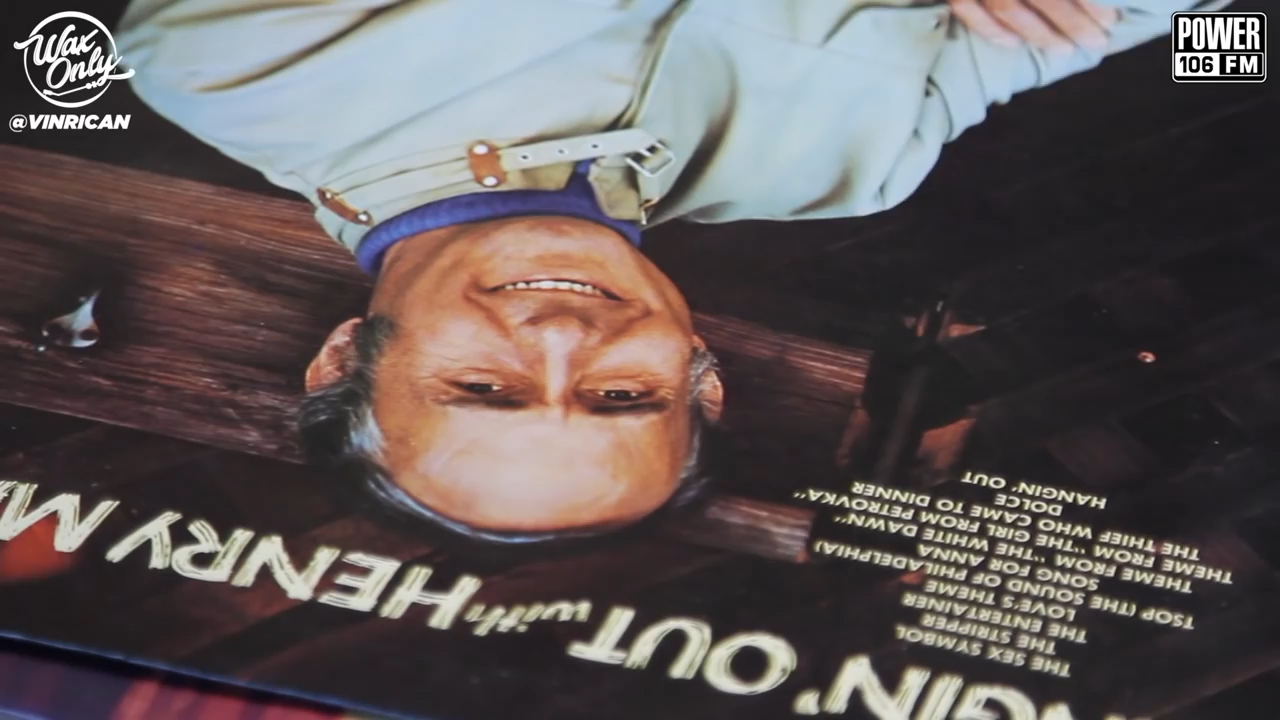 Wax
Only
@VINRICAN
POWER
106 FM
NGIN' OUT with HENRY M
THE SEX SYMBOL
THE STRIPPER
THE ENTERTAINER
LOVE'S THEME
TSOP (THE SOUND OF PHILADELPHIA)
SONG FOR ANNA
THEME FROM "THE WHITE DAWN"
THEME FROM "THE GIRL FROM PETROVKA"
THE THIEF WHO CAME TO DINNER
DOLCE
HANGIN' OUT